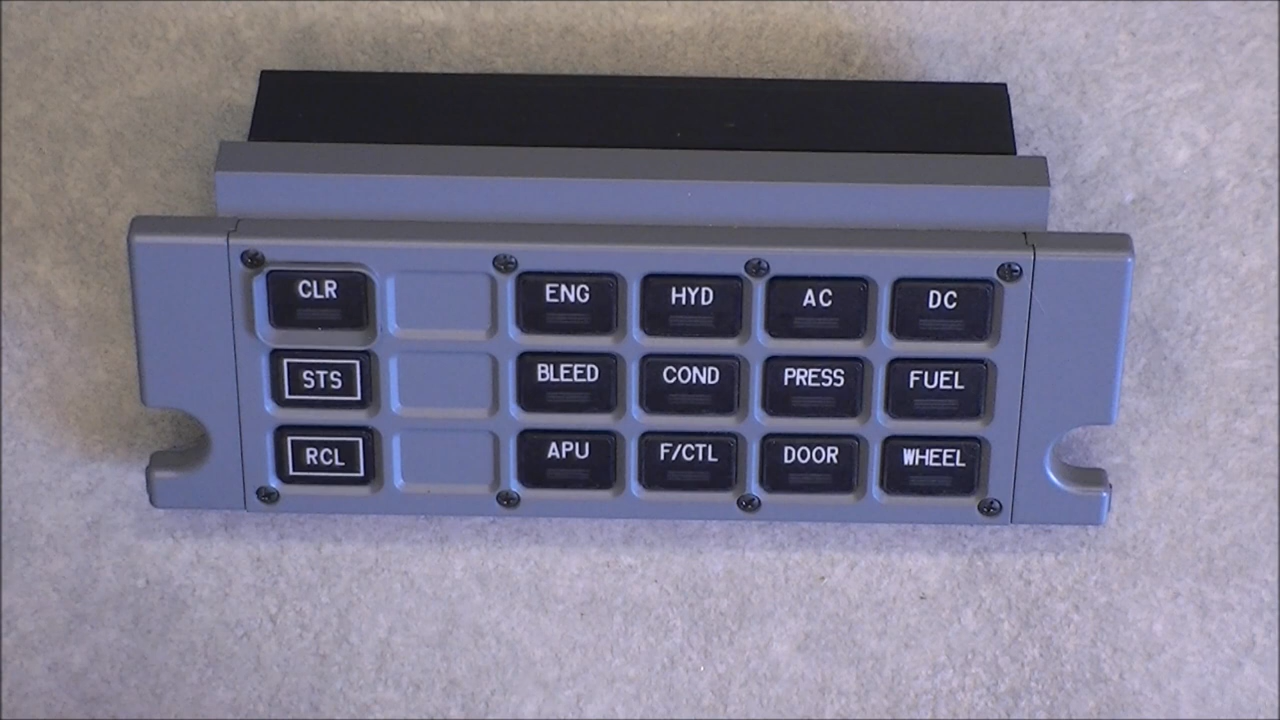 CLR
ENG
HYD
AC
DC
STS
BLEED
COND
PRESS
FUEL
RCL
APU
F/CTL
DOOR
WHEEL